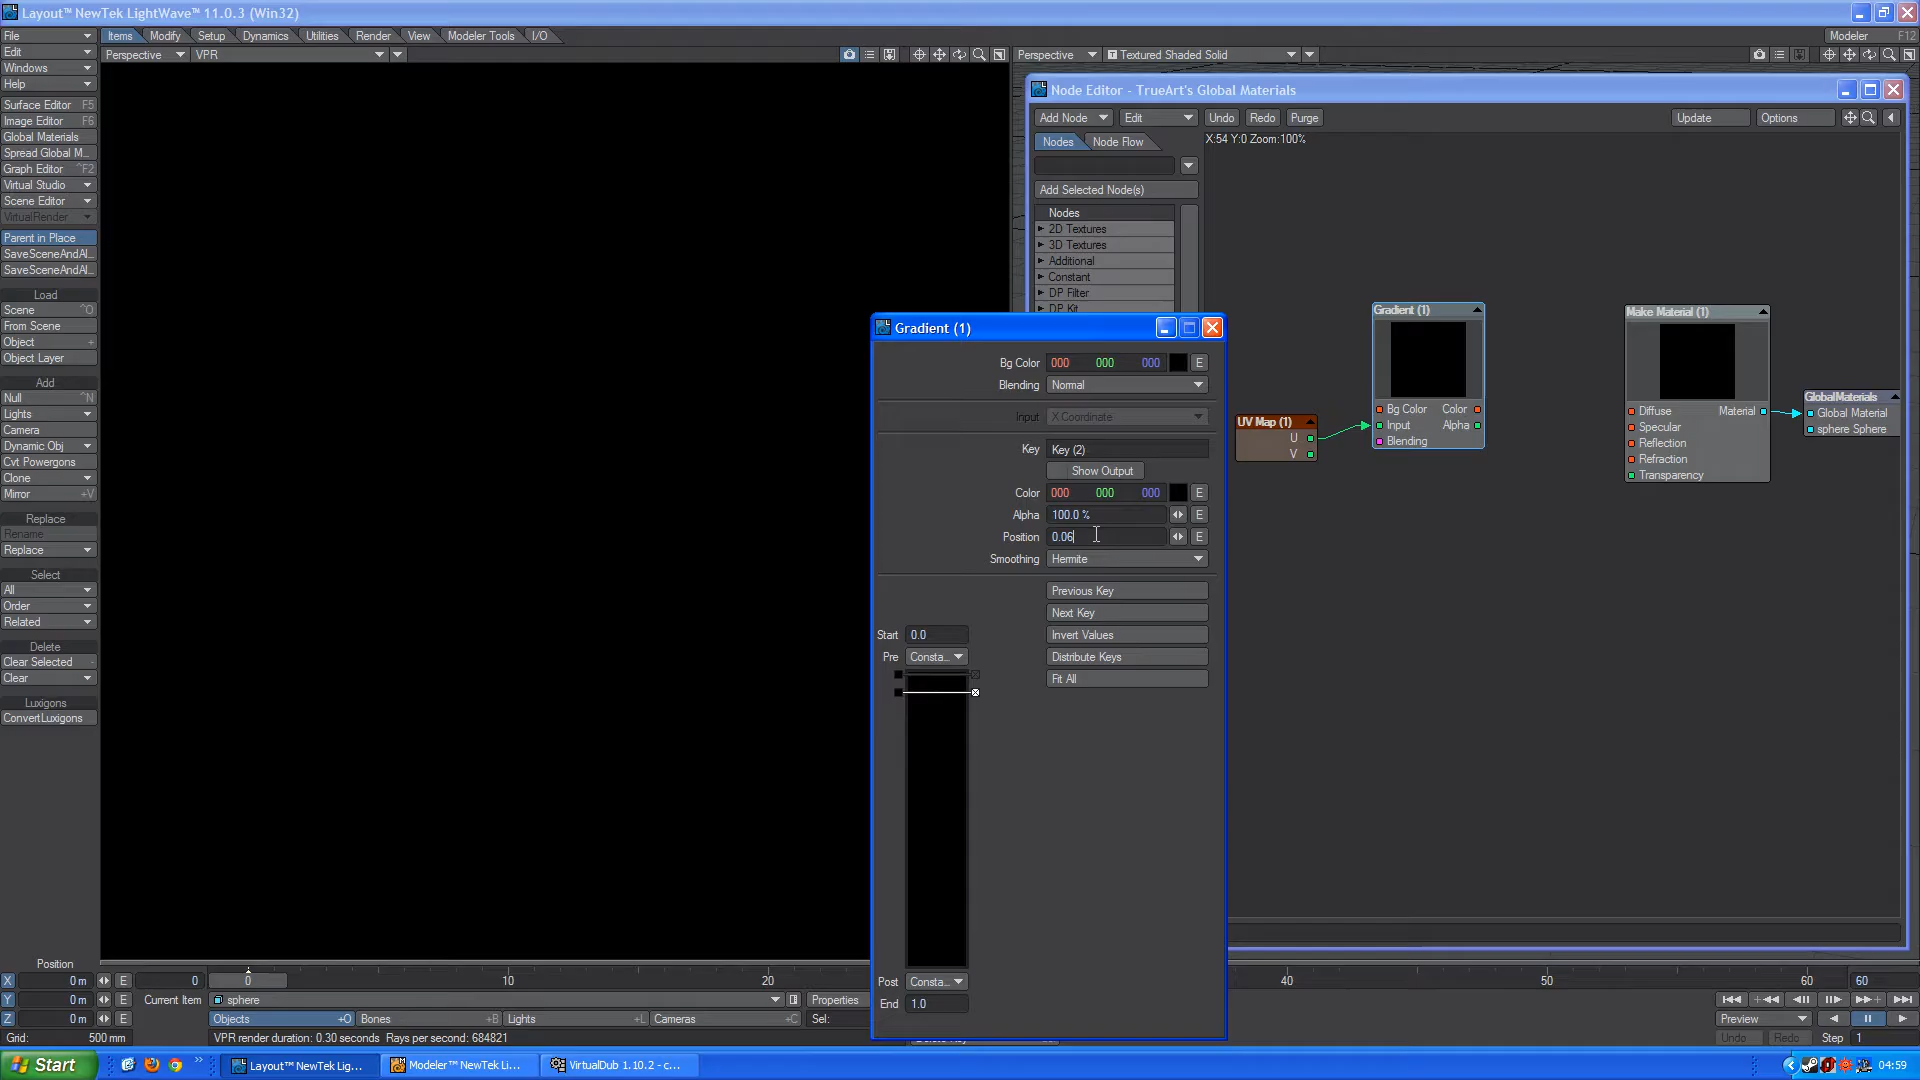 Layout™ NewTek LightWave™ 11.0.3 (Win32)
File
Items
Modify
Setup
Dynamics
Utilities
Render
View
Modeler Tools
I/O
Modeler F12
Edit
Windows
Help
Perspective
VPR
Perspective
Textured Shaded Solid
Surface Editor F5
Image Editor F6
Global Materials
Spread Global M...
Graph Editor ^F2
Virtual Studio
Scene Editor
VirtualRender
Parent in Place
SaveSceneAndAl...
SaveSceneAndAl...
Load
Scene ^O
From Scene
Object +
Object Layer
Add
Null ^N
Lights
Camera
Dynamic Obj
Cvt Powergons
Clone
Mirror +V
Replace
Rename
Replace
Select
All
Order
Related
Delete
Clear Selected -
Clear
Luxigons
ConvertLuxigons
Node Editor - TrueArt's Global Materials
Add Node
Edit
Undo
Redo
Purge
Update
Options
Nodes
Node Flow
X:54 Y:0 Zoom:100%
Add Selected Node(s)
Nodes
2D Textures
3D Textures
Additional
Constant
DP Filter
DP Kit
UV Map (1)
U
V
Gradient (1)
Bg Color Color
Input Alpha
Blending
Make Material (1)
Diffuse Material
Specular
Reflection
Refraction
Transparency
GlobalMaterials
Global Material
sphere Sphere
Gradient (1)
Bg Color 000 000 000 E
Blending Normal
Input X Coordinate
Key Key (2)
Show Output
Color 000 000 000 E
Alpha 100.0 % E
Position 0.06 E
Smoothing Hermite
Previous Key
Next Key
Start 0.0
Invert Values
Pre Consta...
Distribute Keys
Fit All
Post Consta...
End 1.0
Position
X 0 m E
Y 0 m E
Z 0 m E
Grid: 500 mm
0
0
10
20
40
50
60
60
Current Item sphere
Properties
Objects +O
Bones +B
Lights +L
Cameras +C
Sel:
Preview
VPR render duration: 0.30 seconds Rays per second: 684821
Undo
Redo
Step 1
Start
Layout™ NewTek Lig...
Modeler™ NewTek Li...
VirtualDub 1.10.2 - c...
04:59